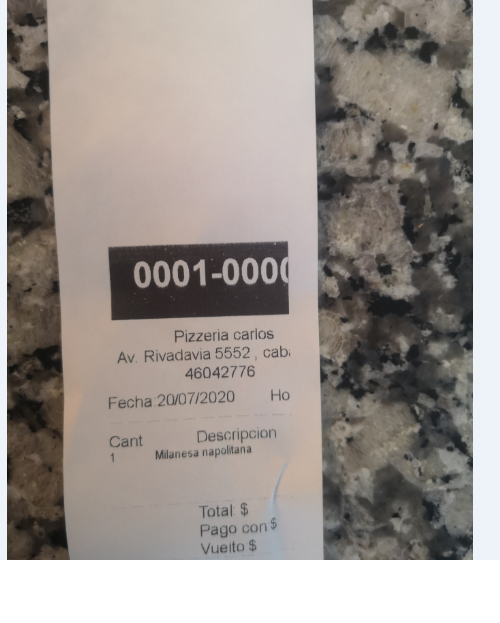 0001-0000
Pizzeria carlos
Av. Rivadavia 5552 , cab
46042776
Fecha:20/07/2020 Ho
Cant Descripcion
1 Milanesa napolitana
Total: $
Pago con $
Vuelto $